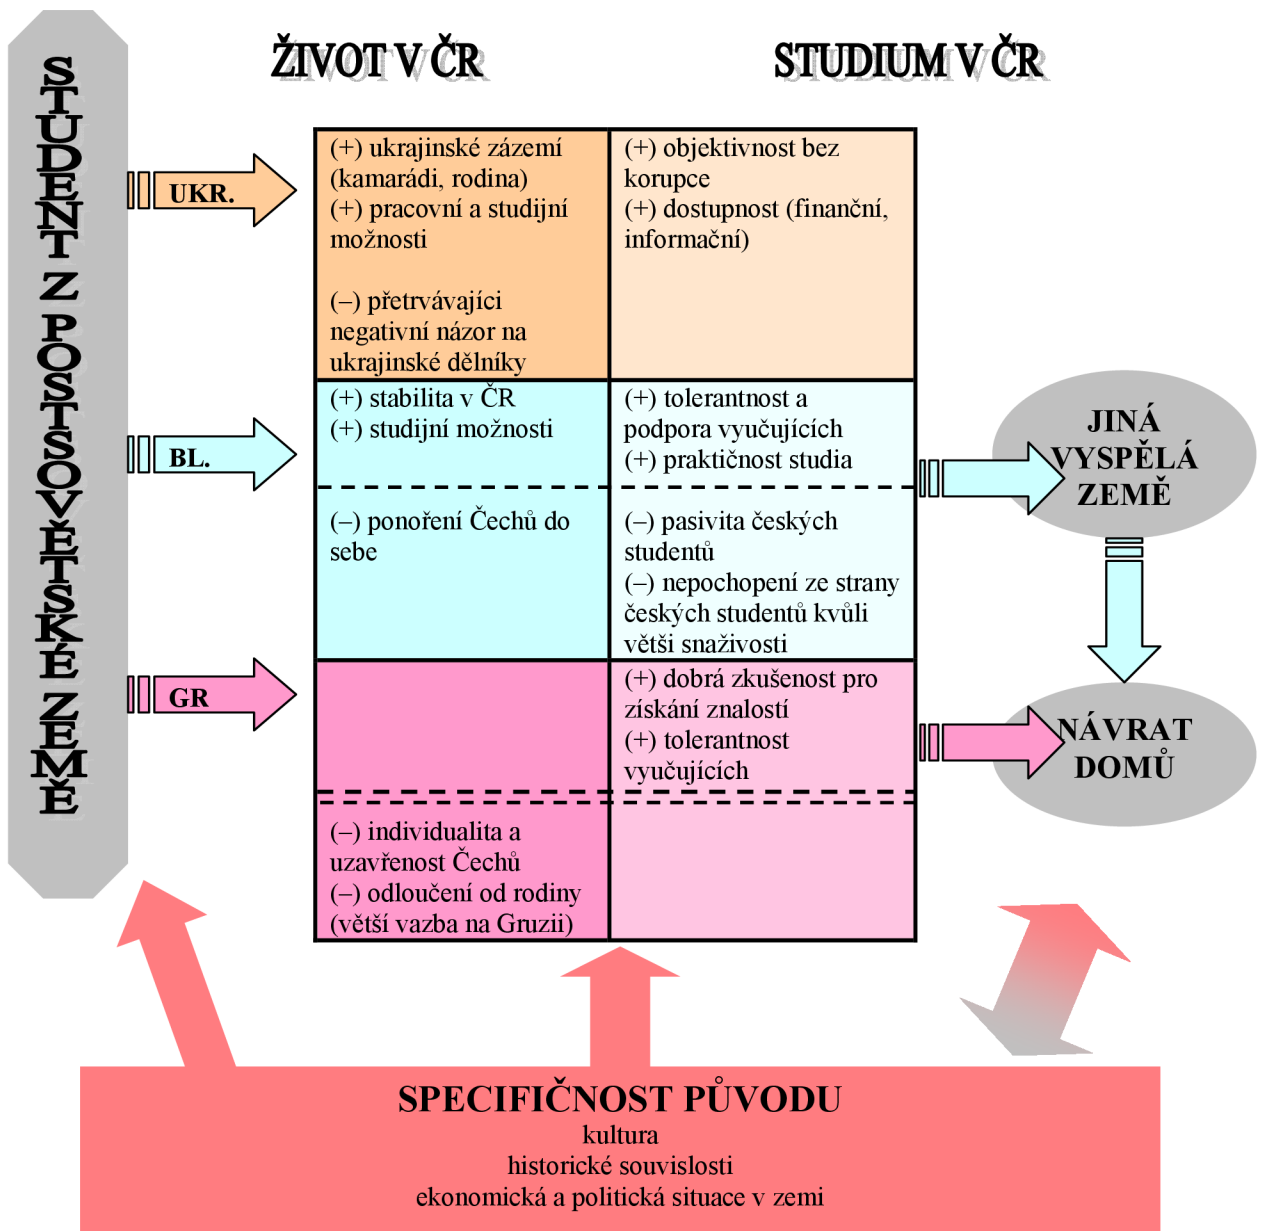 STUDENT Z POSTSOVĚTSKÉ ZEMĚ
ŽIVOT V ČR
STUDIUM V ČR
UKR.
(+) ukrajinské zázemí
(kamarádi, rodina)
(+) pracovní a studijní
možnosti
(–) přetrvávajíci
negativní názor na
ukrajinské dělníky
(+) objektivnost bez
korupce
(+) dostupnost (finanční,
informační)
BL.
(+) stabilita v ČR
(+) studijní možnosti
(–) ponoření Čechů do
sebe
(+) tolerantnost a
podpora vyučujících
(+) praktičnost studia
(–) pasivita českých
studentů
(–) nepochopení ze strany
českých studentů kvůli
větši snaživosti
JINÁ
VYSPĚLÁ
ZEMĚ
GR
(–) individualita a
uzavřenost Čechů
(–) odloučení od rodiny
(větší vazba na Gruzii)
(+) dobrá zkušenost pro
získání znalostí
(+) tolerantnost
vyučujících
NÁVRAT
DOMŮ
SPECIFIČNOST PŮVODU
kultura
historické souvislosti
ekonomická a politická situace v zemi